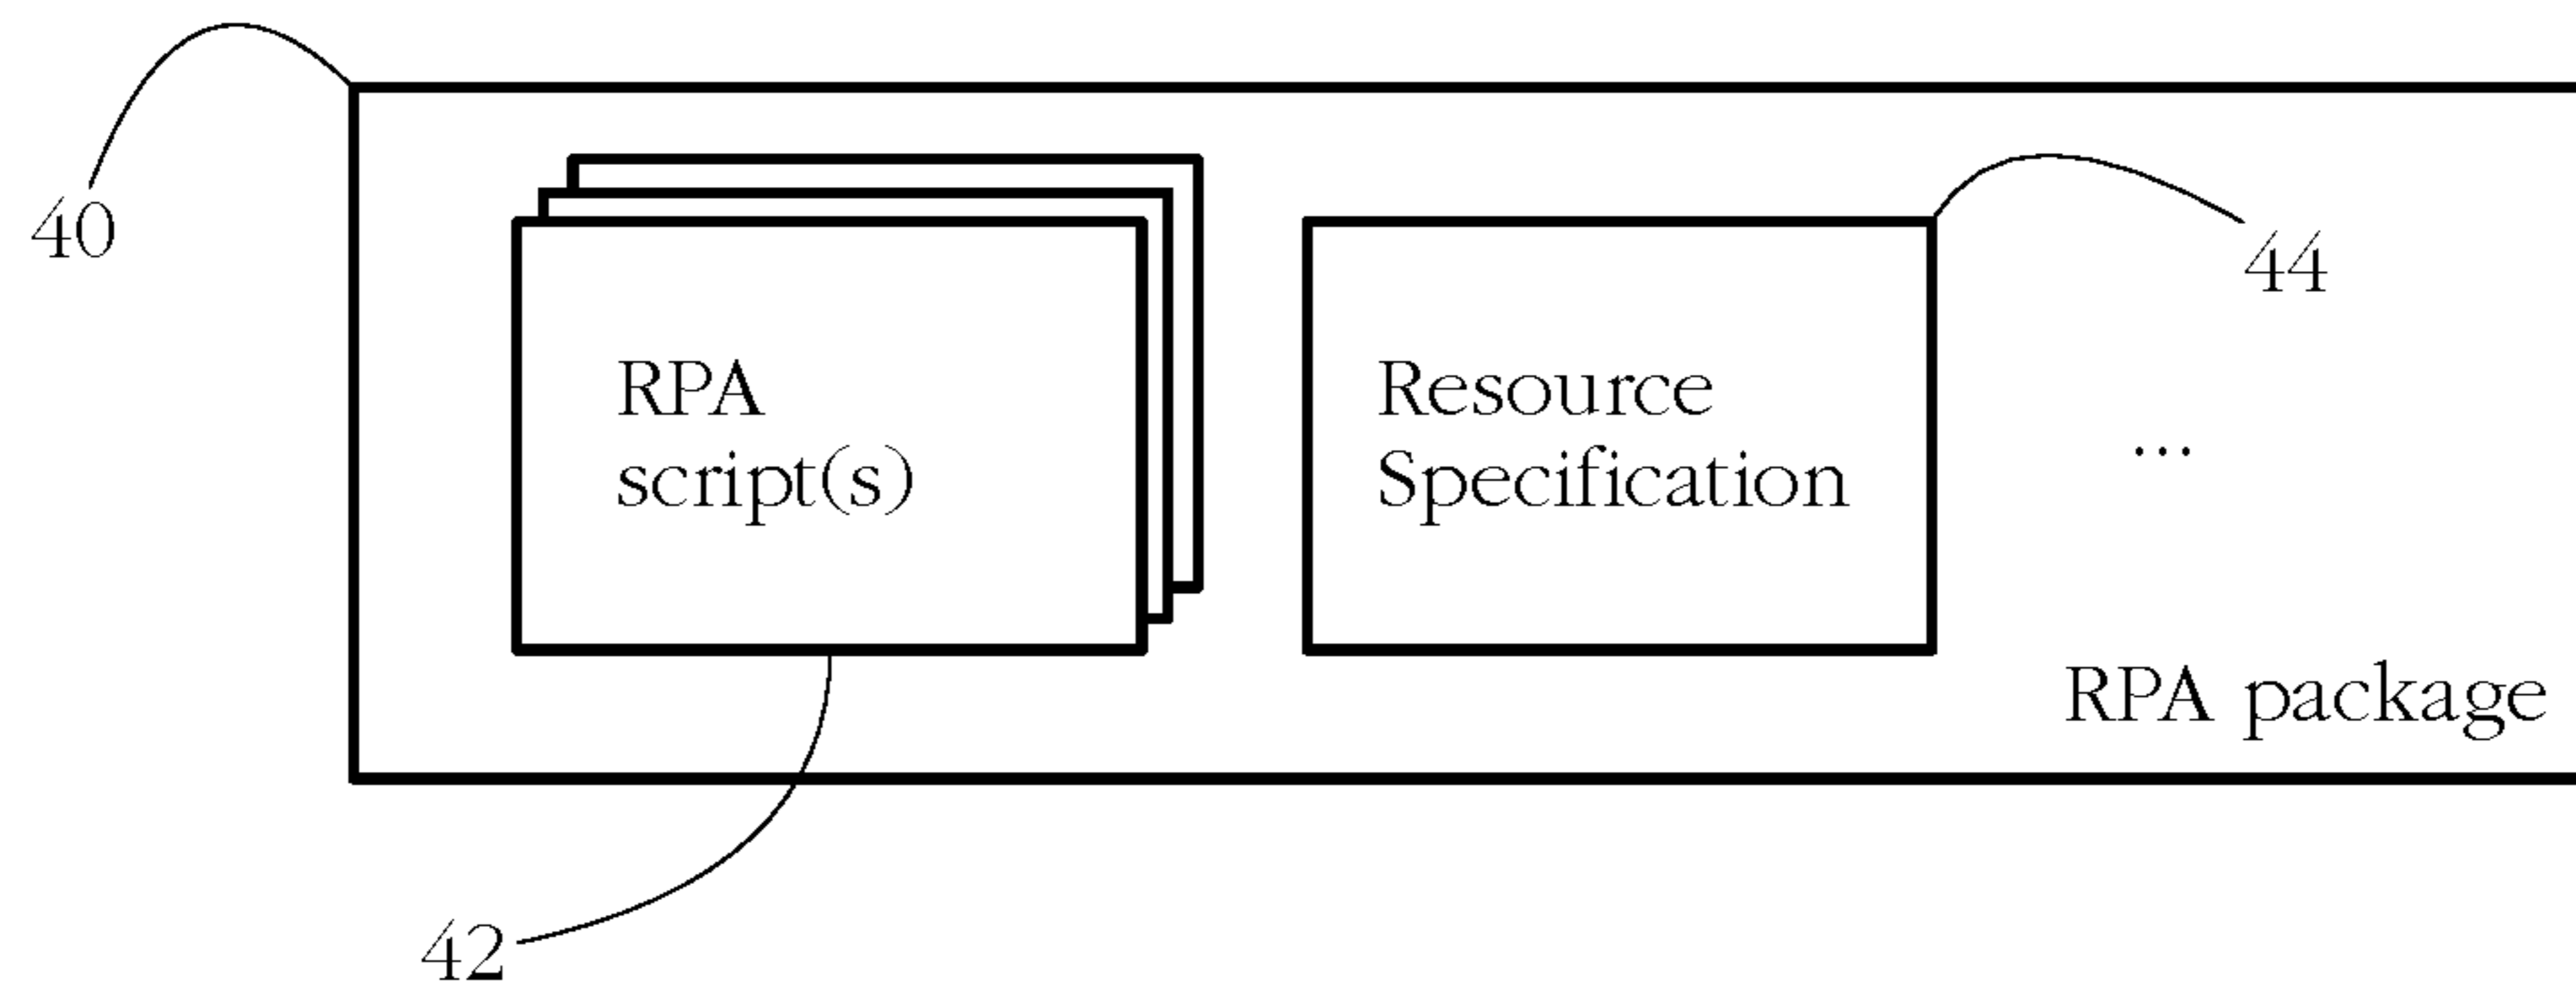 40
44
RPA
script(s)
Resource
Specification
...
RPA package
42